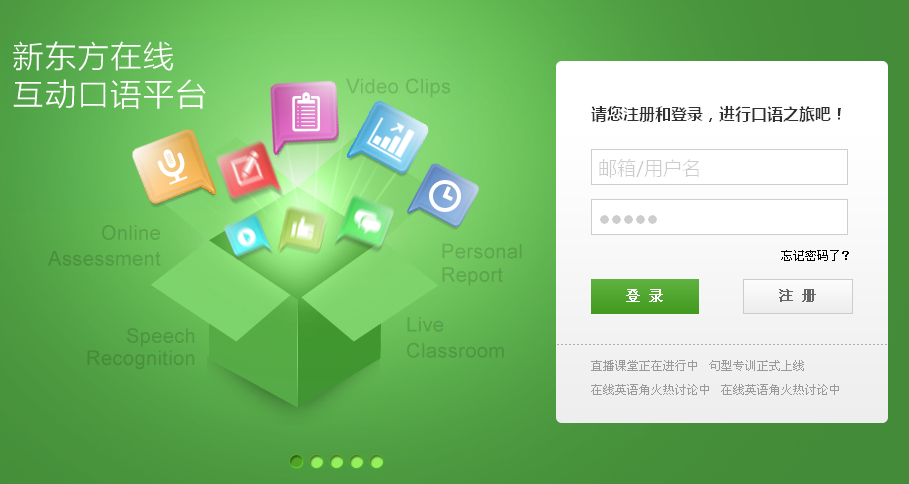 新东方在线
互动口语平台
Video Clips
Online
Assessment
Personal
Report
Speech
Recognition
Live
Classroom
请您注册和登录，进行口语之旅吧！
邮箱/用户名
忘记密码了？
登 录
注 册
直播课堂正在进行中 句型专训正式上线
在线英语角火热讨论中 在线英语角火热讨论中